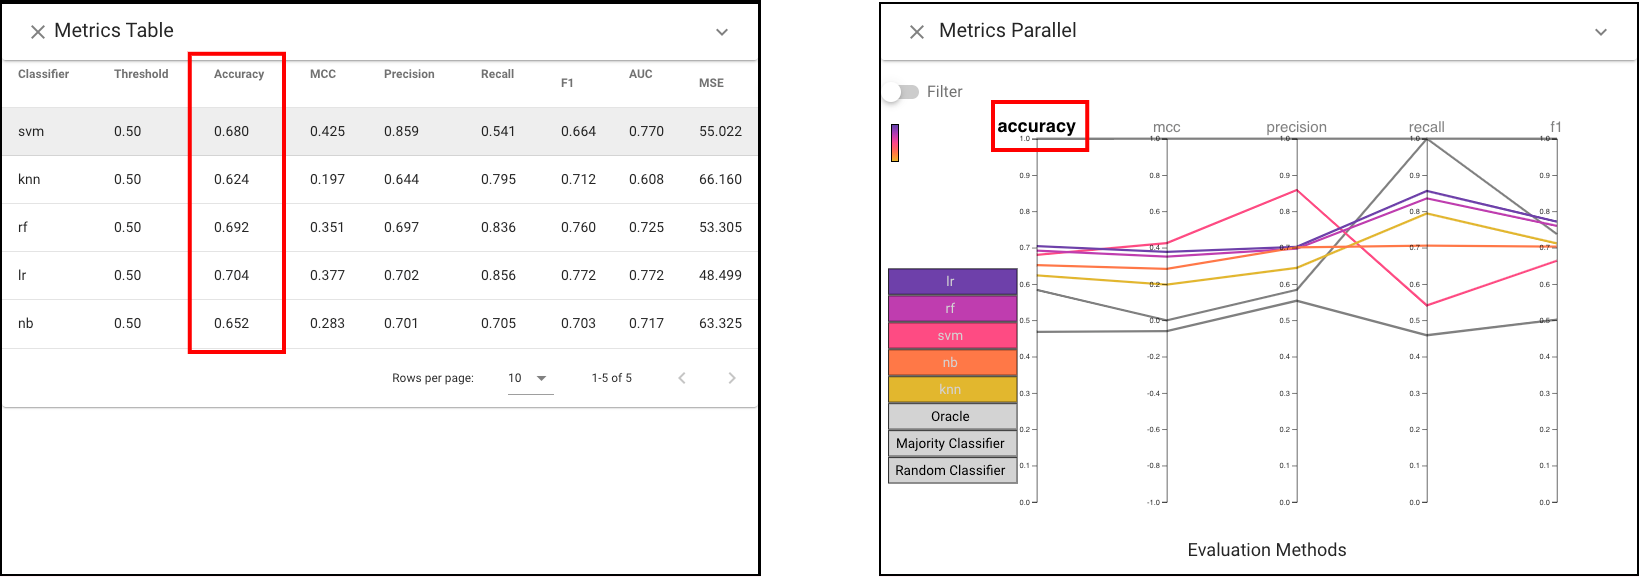 Metrics Table
Classifier Threshold Accuracy MCC Precision Recall F1 AUC MSE
svm 0.50 0.680 0.425 0.859 0.541 0.664 0.770 55.022
knn 0.50 0.624 0.197 0.644 0.795 0.712 0.608 66.160
rf 0.50 0.692 0.351 0.697 0.836 0.760 0.725 53.305
lr 0.50 0.704 0.377 0.702 0.856 0.772 0.772 48.499
nb 0.50 0.652 0.283 0.701 0.705 0.703 0.717 63.325
Rows per page: 10 1-5 of 5
Metrics Parallel
Filter
accuracy mcc precision recall f1
1.0 1.0 1.0 1.0 1.0
0.9 0.8 0.9 0.9 0.9
0.8 0.6 0.8 0.8 0.8
0.7 0.4 0.7 0.7 0.7
0.6 0.2 0.6 0.6 0.6
0.5 0.0 0.5 0.5 0.5
0.4 -0.2 0.4 0.4 0.4
0.3 -0.4 0.3 0.3 0.3
0.2 -0.6 0.2 0.2 0.2
0.1 -0.8 0.1 0.1 0.1
0.0 -1.0 0.0 0.0 0.0
lr
rf
svm
nb
knn
Oracle
Majority Classifier
Random Classifier
Evaluation Methods